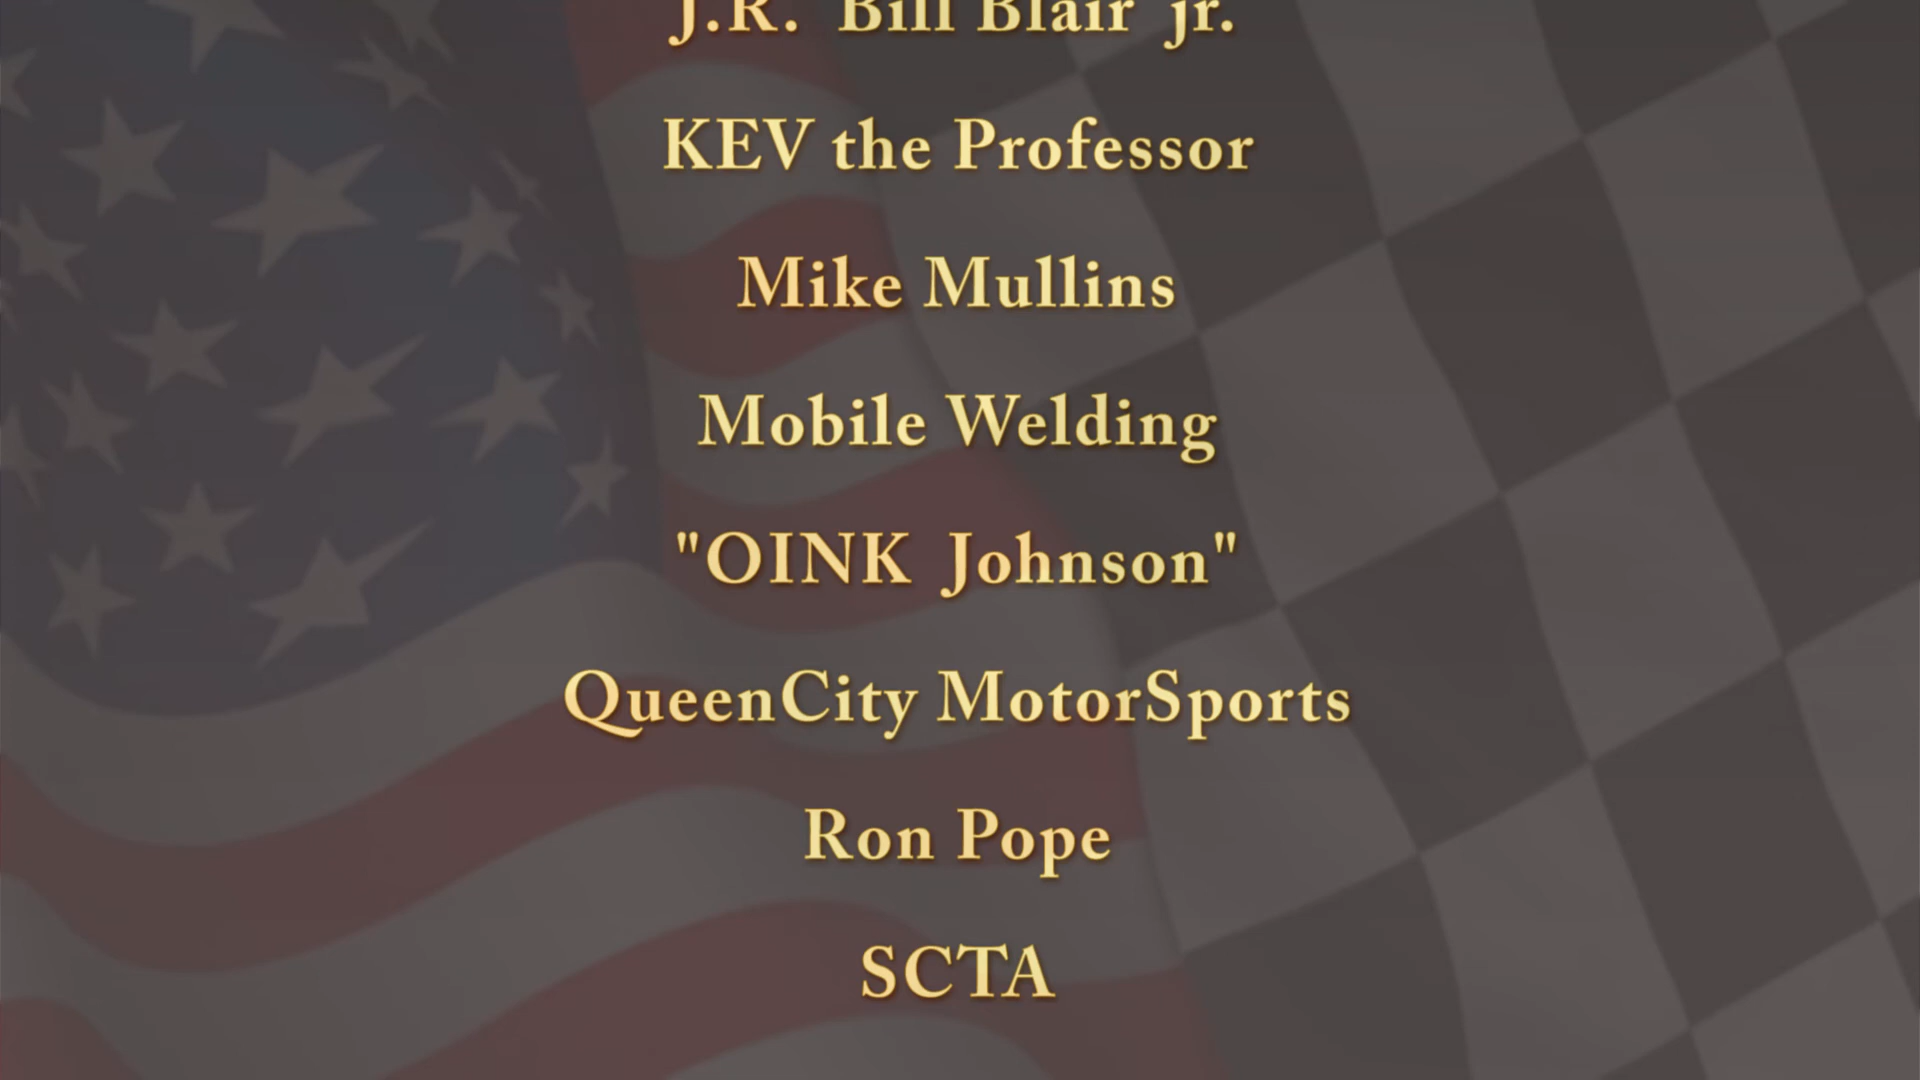 J.R. Bill Blair jr.
KEV the Professor
Mike Mullins
Mobile Welding
"OINK Johnson"
QueenCity MotorSports
Ron Pope
SCTA